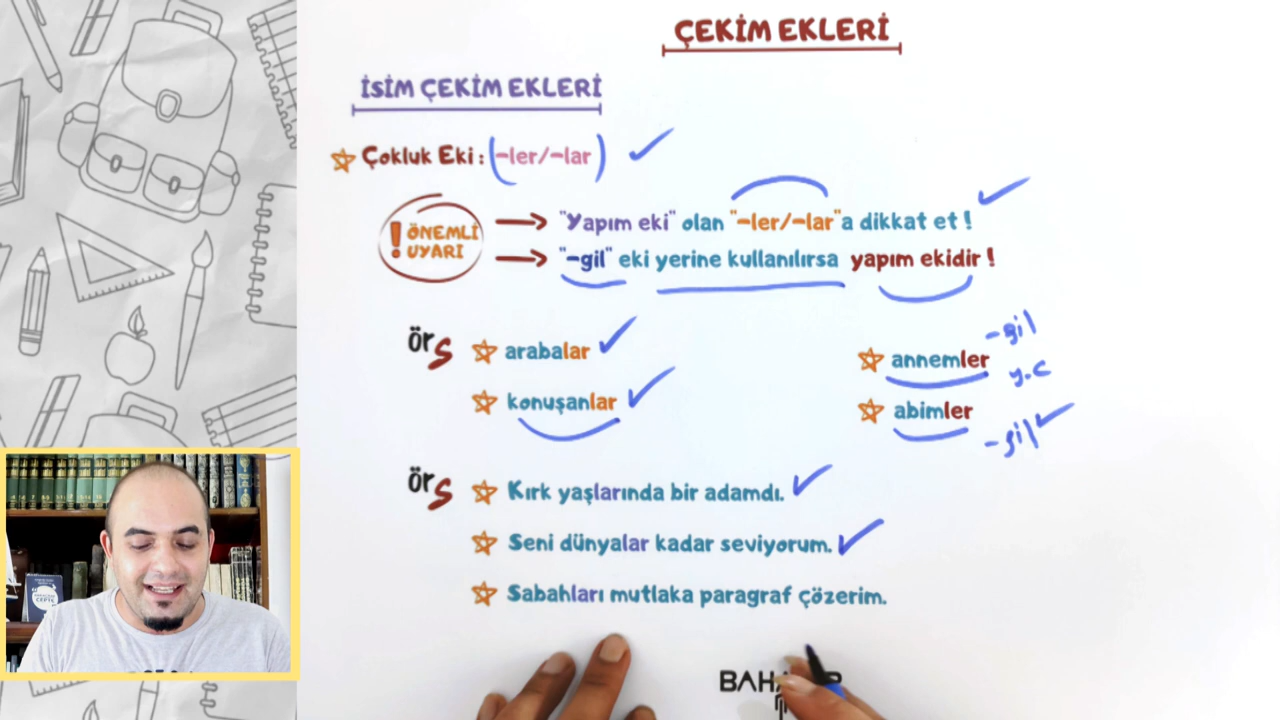 ÇEKİM EKLERİ
İSİM ÇEKİM EKLERİ
Çokluk Eki : (-ler/-lar)
! ÖNEMLİ UYARI
"Yapım eki" olan "-ler/-lar"a dikkat et !
"-gil" eki yerine kullanılırsa yapım ekidir !
örs
arabalar
konuşanlar
annemler -gil
y.e
abimler
-gil
örs
Kırk yaşlarında bir adamdı.
Seni dünyalar kadar seviyorum.
Sabahları mutlaka paragraf çözerim.